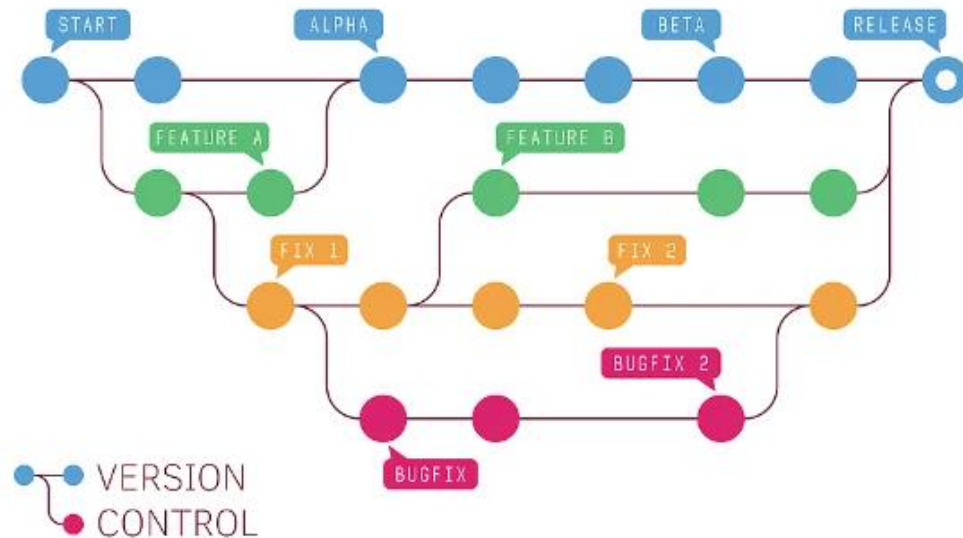 START
ALPHA
BETA
RELEASE
FEATURE A
FEATURE B
FIX 1
FIX 2
BUGFIX 2
BUGFIX
VERSION
CONTROL